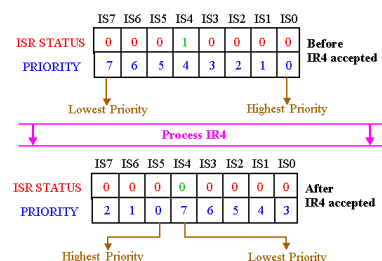 IS7 IS6 IS5 IS4 IS3 IS2 IS1 IS0
ISR STATUS 0 0 0 1 0 0 0 0
Before
IR4 accepted
PRIORITY 7 6 5 4 3 2 1 0
Lowest Priority Highest Priority
Process IR4
IS7 IS6 IS5 IS4 IS3 IS2 IS1 IS0
ISR STATUS 0 0 0 0 0 0 0 0
After
IR4 accepted
PRIORITY 2 1 0 7 6 5 4 3
Highest Priority Lowest Priority